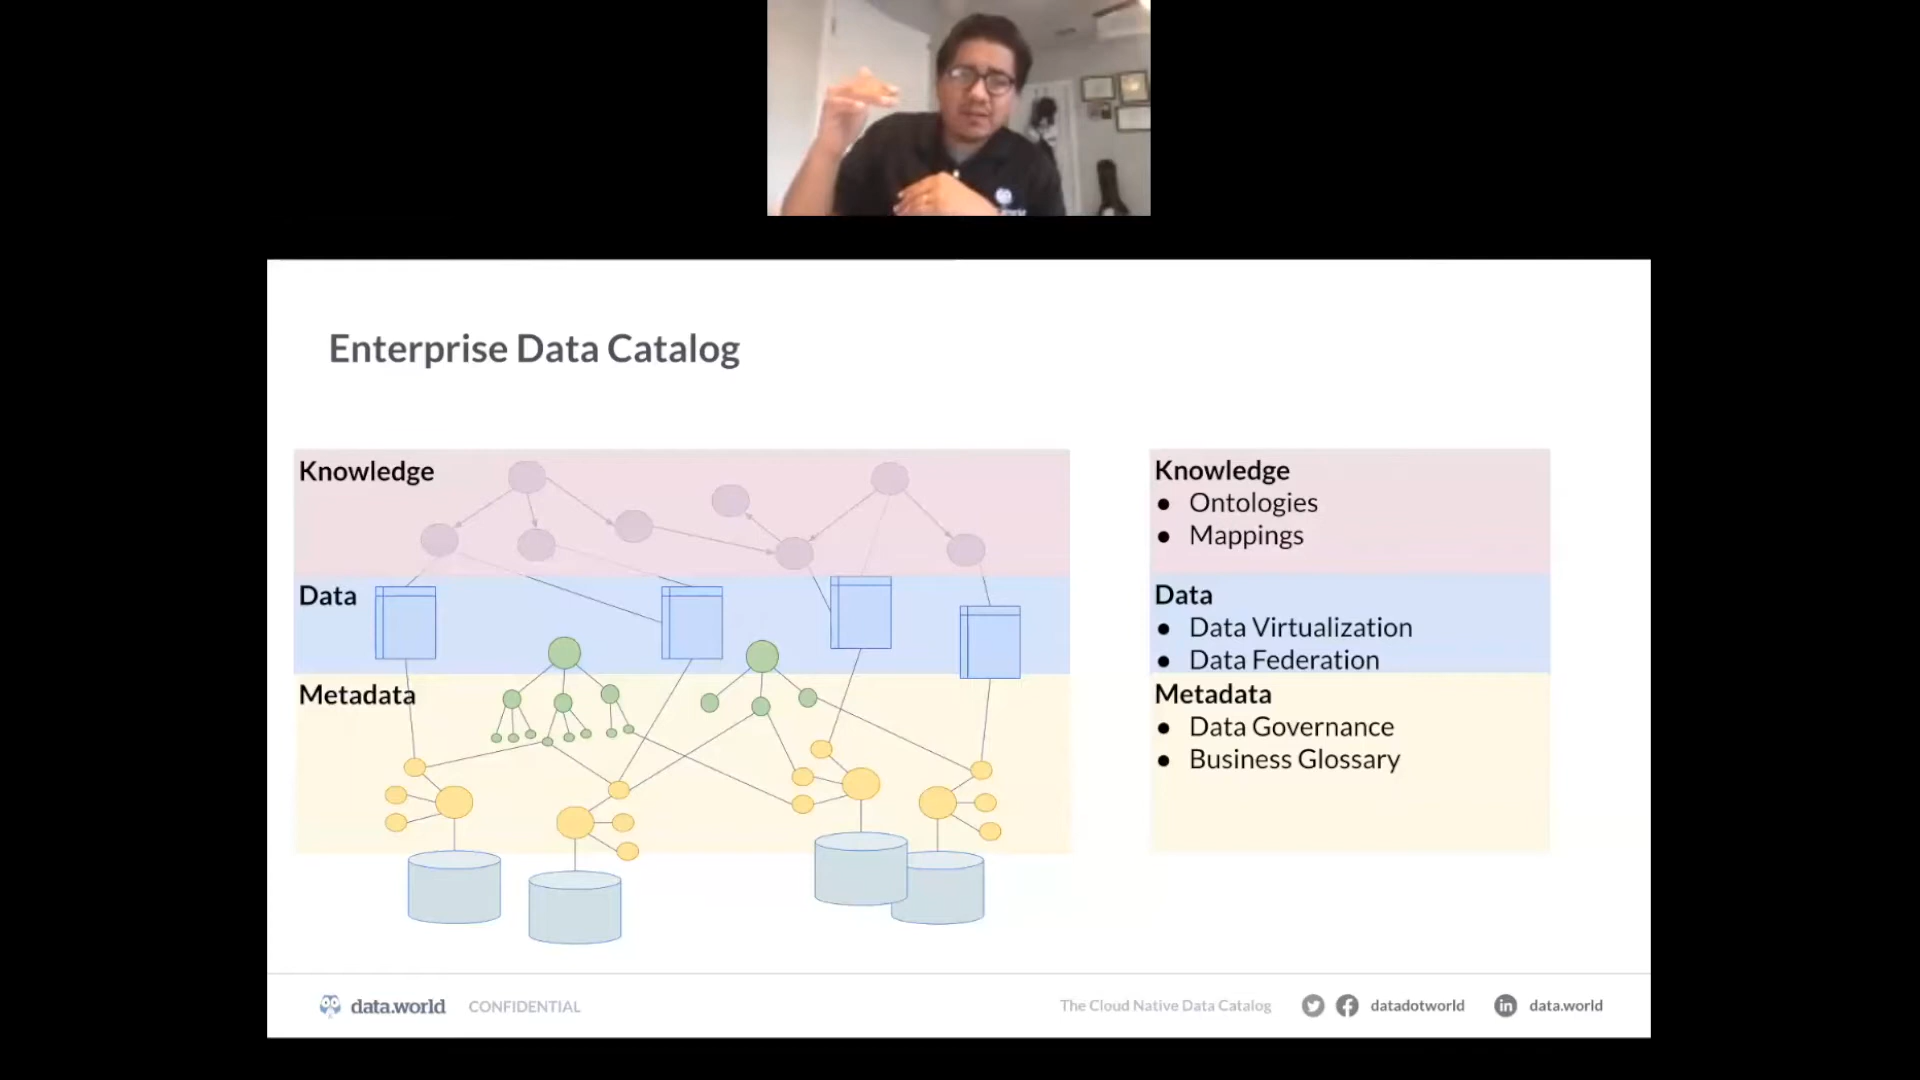 Enterprise Data Catalog
Knowledge
Data
Metadata
Knowledge
● Ontologies
● Mappings
Data
● Data Virtualization
● Data Federation
Metadata
● Data Governance
● Business Glossary
data.world CONFIDENTIAL
The Cloud Native Data Catalog datadotworld in data.world